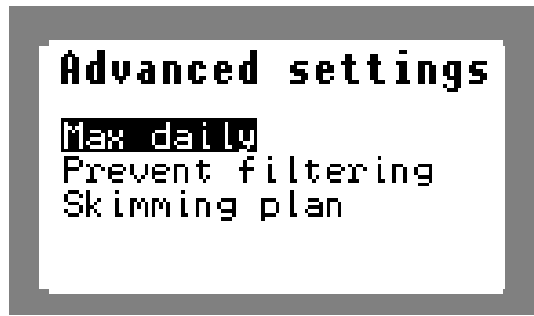 Advanced settings
Max daily
Prevent filtering
Skimming plan